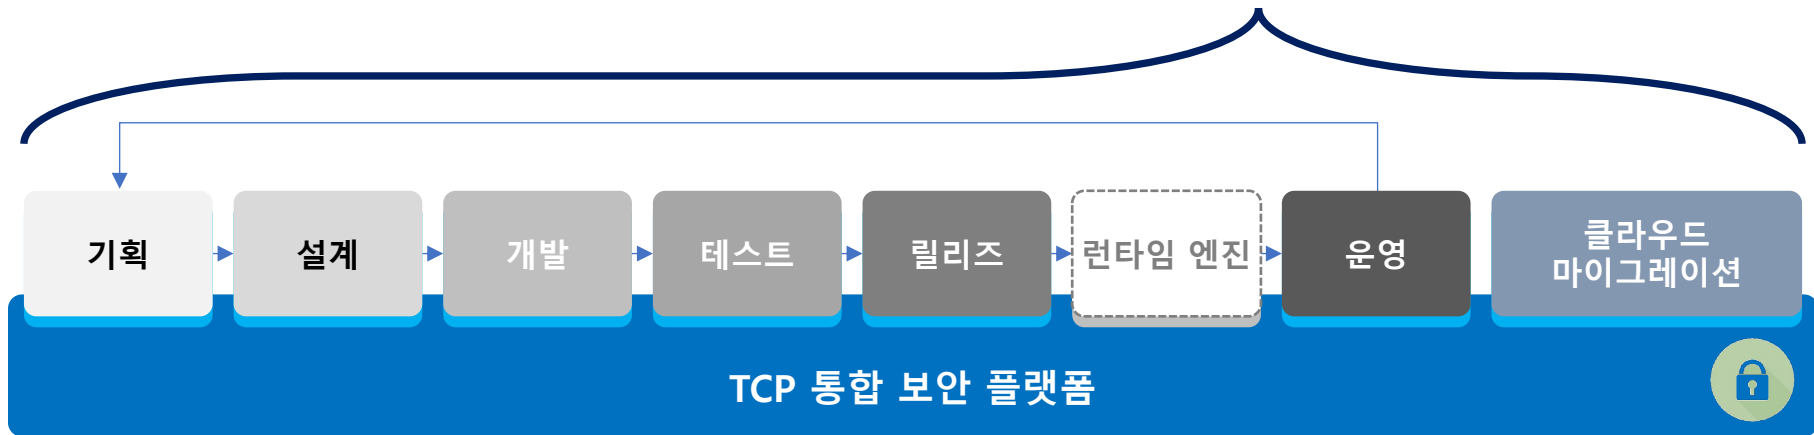 기획
설계
개발
테스트
릴리즈
런타임 엔진
운영
클라우드
마이그레이션
TCP 통합 보안 플랫폼